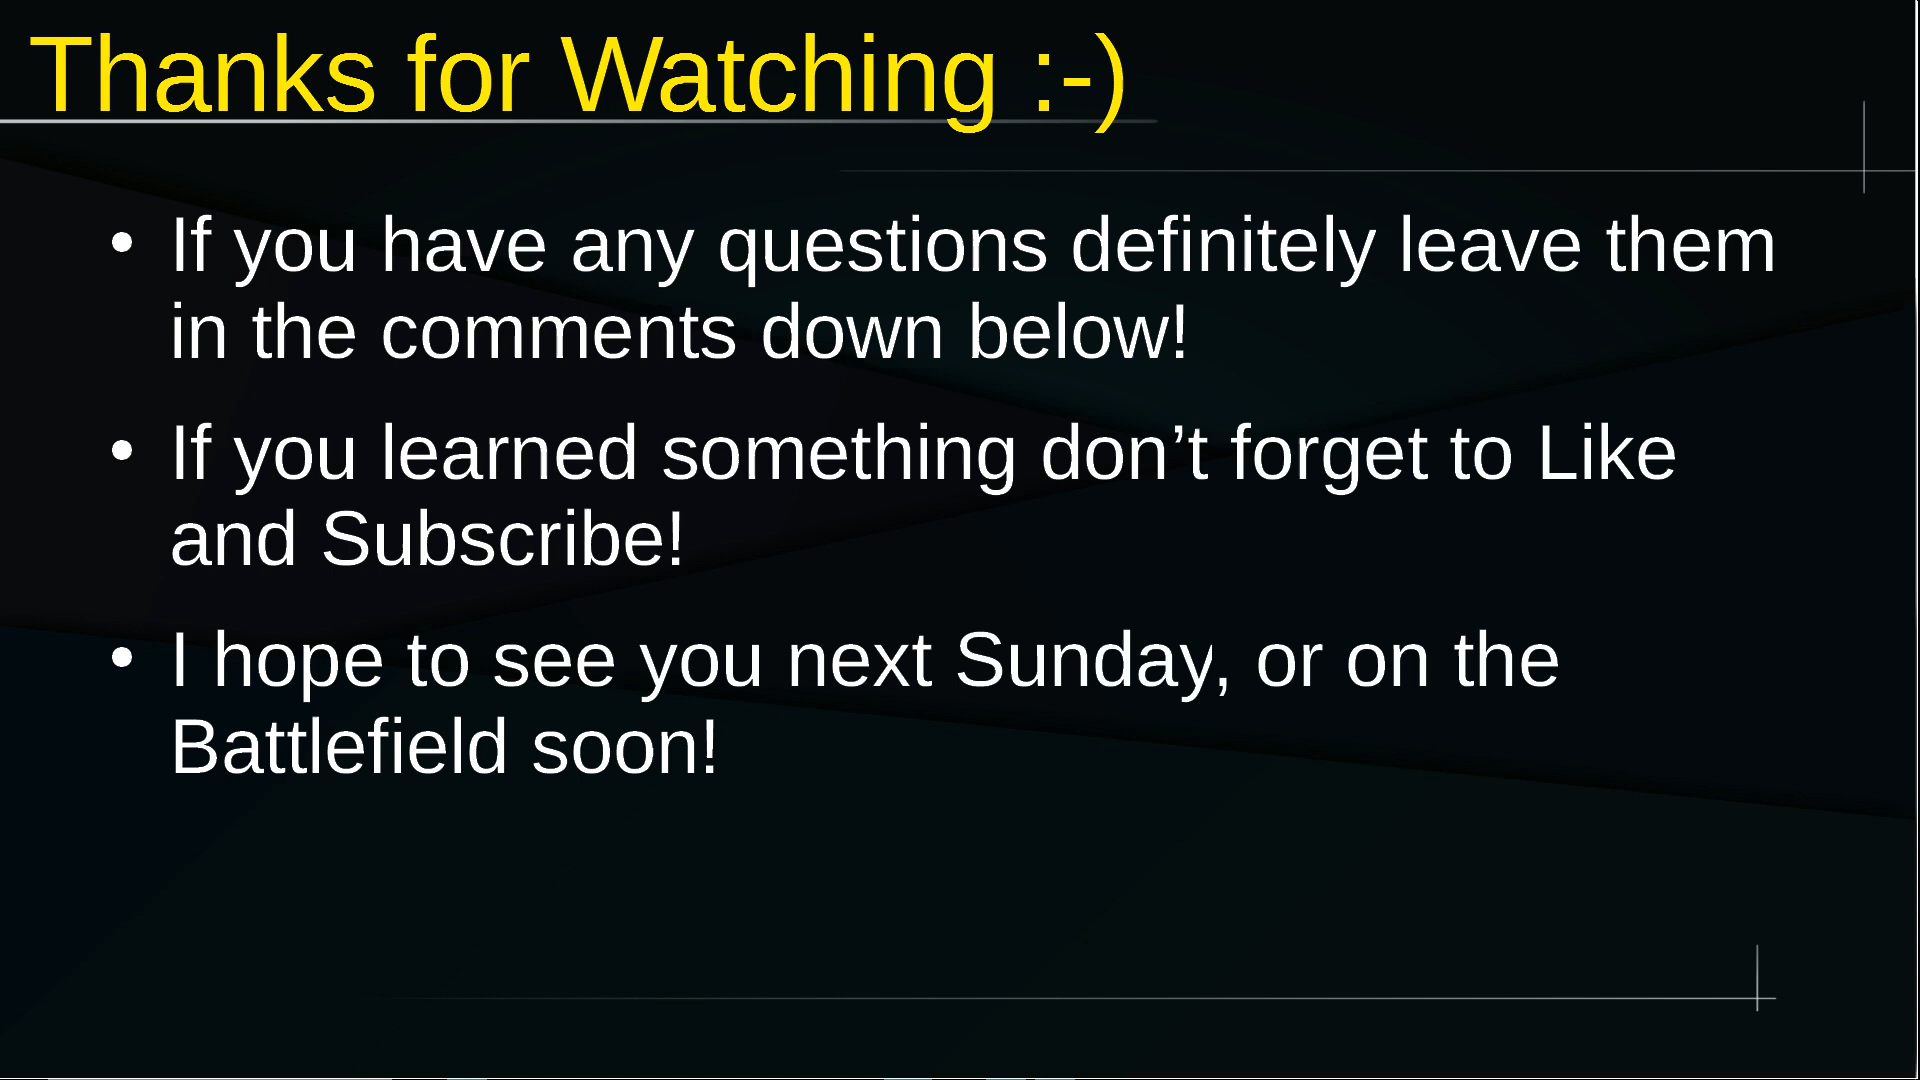 Thanks for Watching :-)
• If you have any questions definitely leave them
in the comments down below!
• If you learned something don’t forget to Like
and Subscribe!
• I hope to see you next Sunday, or on the
Battlefield soon!